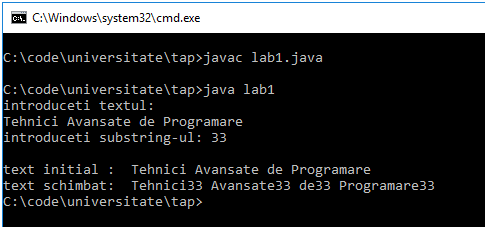 C:\Windows\system32\cmd.exe
C:\code\universitate\tap>javac lab1.java
C:\code\universitate\tap>java lab1
introduceti textul:
Tehnici Avansate de Programare
introduceti substring-ul: 33
text initial :  Tehnici Avansate de Programare
text schimbat:  Tehnici33 Avansate33 de33 Programare33
C:\code\universitate\tap>